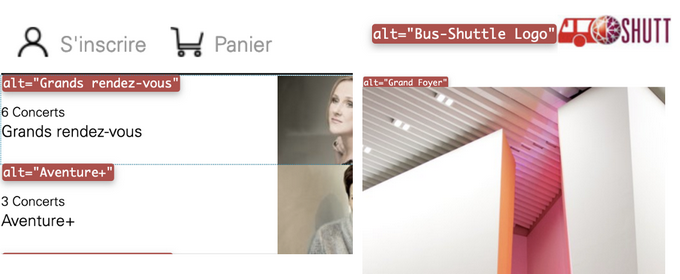 S'inscrire Panier
alt="Grands rendez-vous"
6 Concerts
Grands rendez-vous
alt="Aventure+"
3 Concerts
Aventure+
alt="Bus-Shuttle Logo"
SHUTT
alt="Grand Foyer"